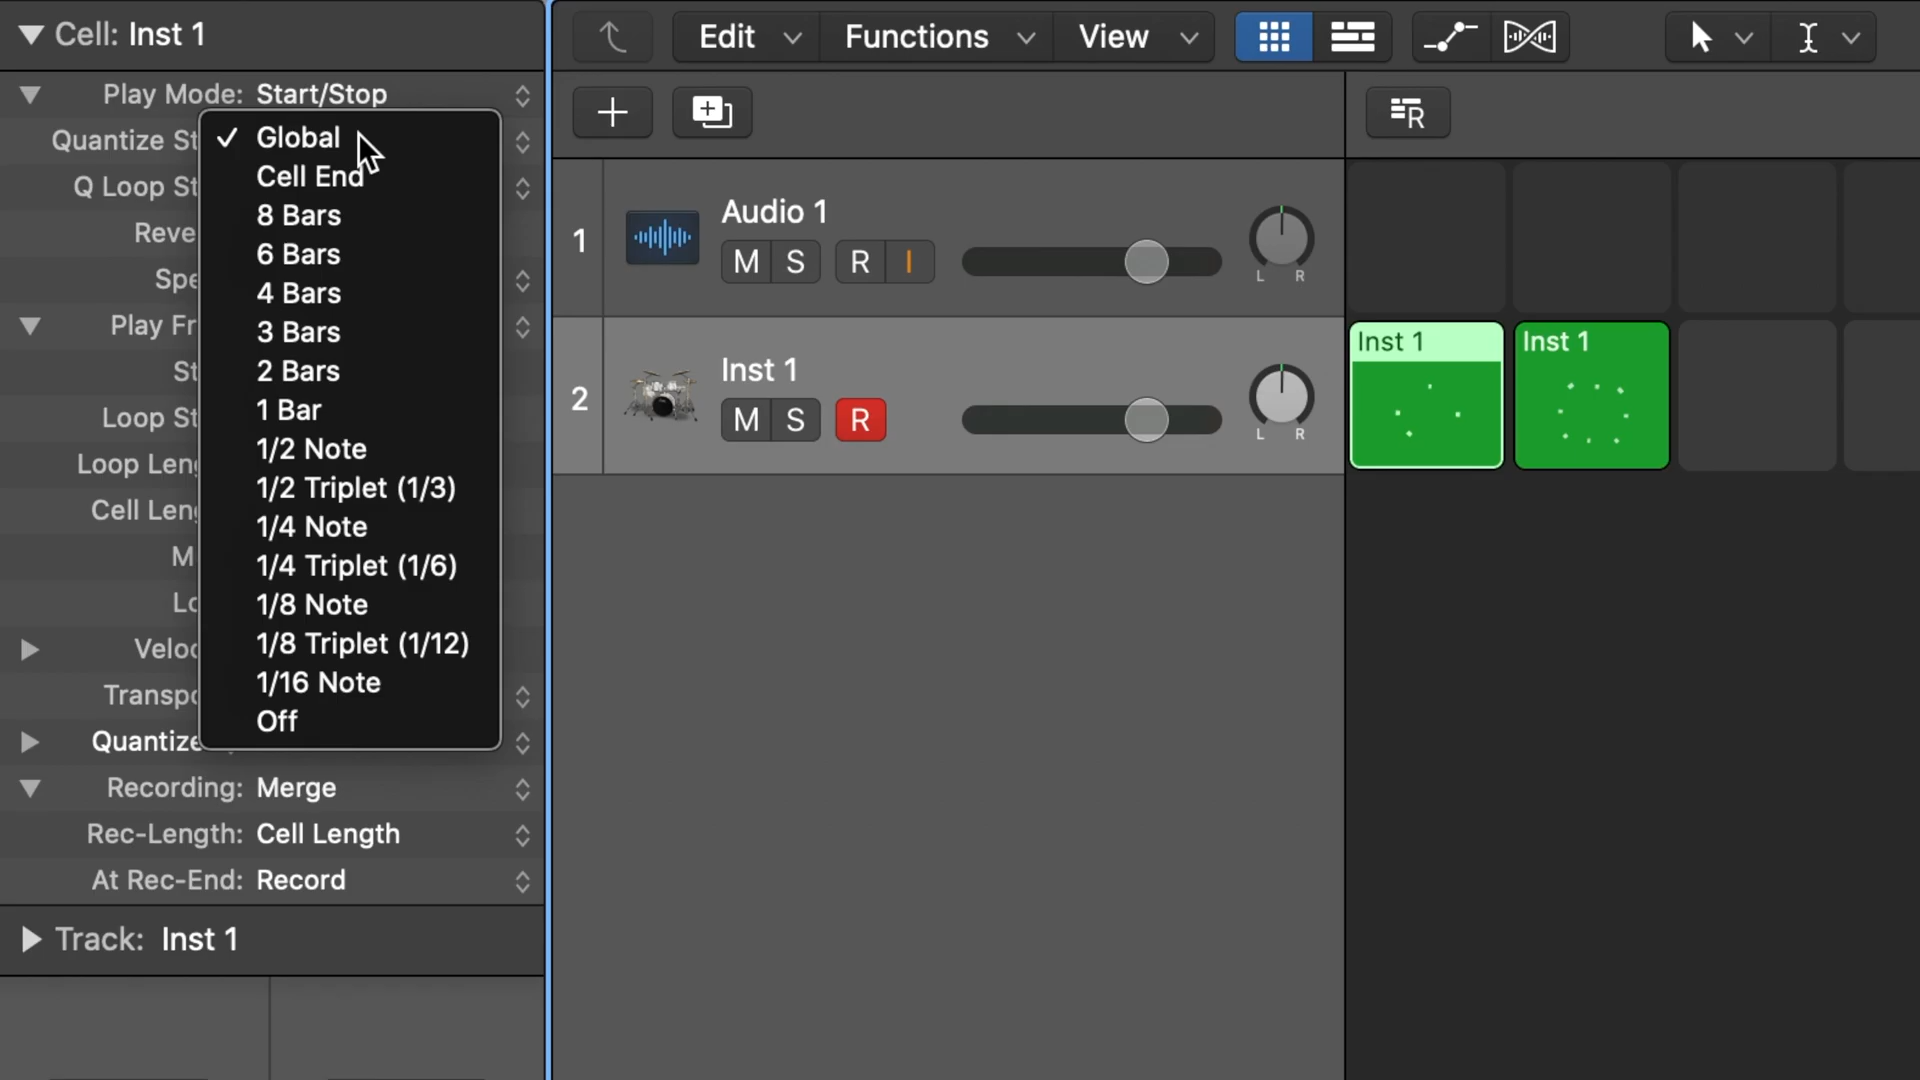 Cell: Inst 1
Play Mode: Start/Stop
Quantize St
Q Loop St
Reve
Spe
Play Fr
St
Loop St
Loop Leng
Cell Leng
M
Lo
Veloc
Transpo
Quantize
Global
Cell End
8 Bars
6 Bars
4 Bars
3 Bars
2 Bars
1 Bar
1/2 Note
1/2 Triplet (1/3)
1/4 Note
1/4 Triplet (1/6)
1/8 Note
1/8 Triplet (1/12)
1/16 Note
Off
Recording: Merge
Rec-Length: Cell Length
At Rec-End: Record
Track: Inst 1
Edit Functions View
R
1 Audio 1
M S R I
L R
2 Inst 1
M S R
L R
Inst 1 Inst 1